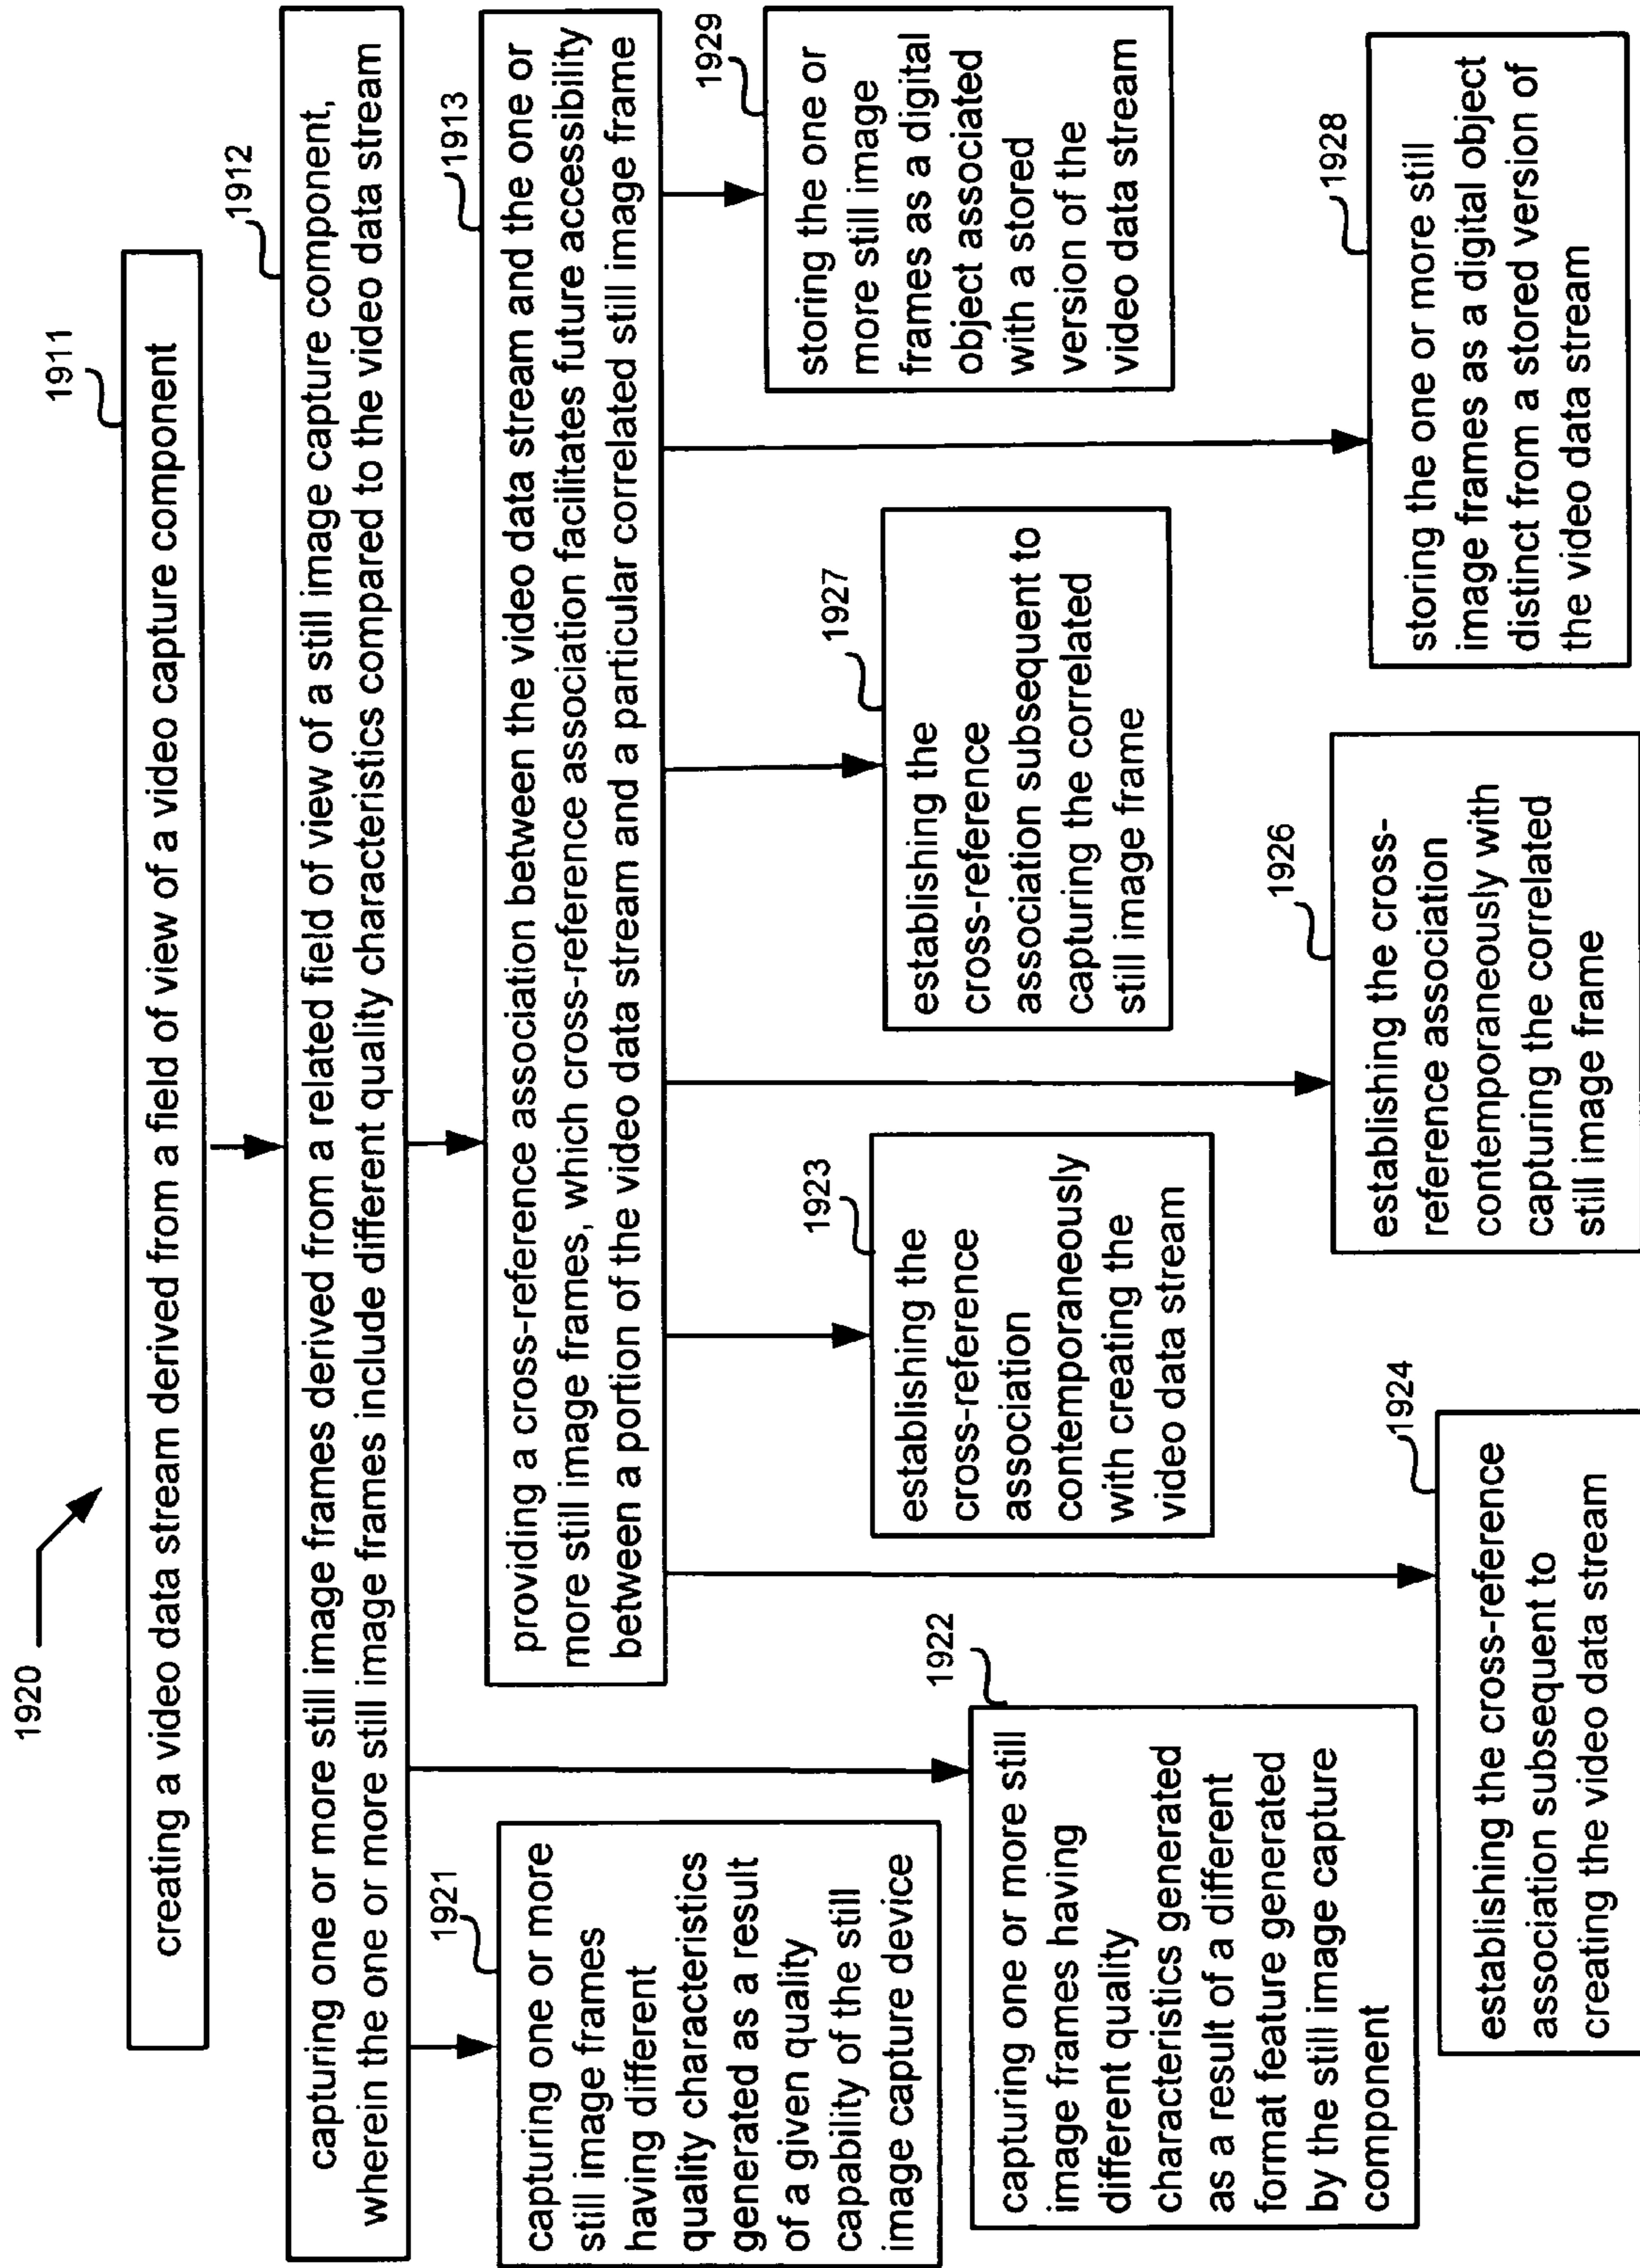 1920
1911
creating a video data stream derived from a field of view of a video capture component
1912
capturing one or more still image frames derived from a related field of view of a still image capture component,
wherein the one or more still image frames include different quality characteristics compared to the video data stream
1913
providing a cross-reference association between the video data stream and the one or
more still image frames, which cross-reference association facilitates future accessibility
between a portion of the video data stream and a particular correlated still image frame
1921
capturing one or more
still image frames
having different
quality characteristics
generated as a result
of a given quality
capability of the still
image capture device
1922
capturing one or more still
image frames having
different quality
characteristics generated
as a result of a different
format feature generated
by the still image capture
component
1923
establishing the
cross-reference
association
contemporaneously
with creating the
video data stream
1924
establishing the cross-reference
association subsequent to
creating the video data stream
1927
establishing the
cross-reference
association subsequent to
capturing the correlated
still image frame
1926
establishing the cross-
reference association
contemporaneously with
capturing the correlated
still image frame
1929
storing the one or
more still image
frames as a digital
object associated
with a stored
version of the
video data stream
1928
storing the one or more still
image frames as a digital object
distinct from a stored version of
the video data stream